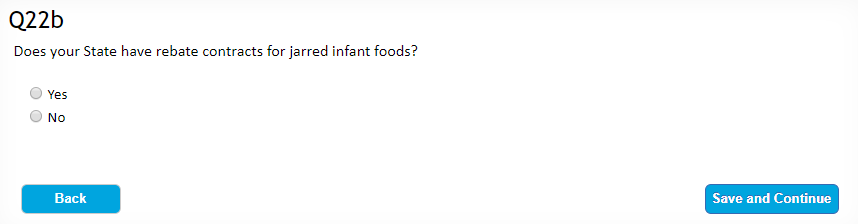 Q22b
Does your State have rebate contracts for jarred infant foods?
Yes
No
Back
Save and Continue